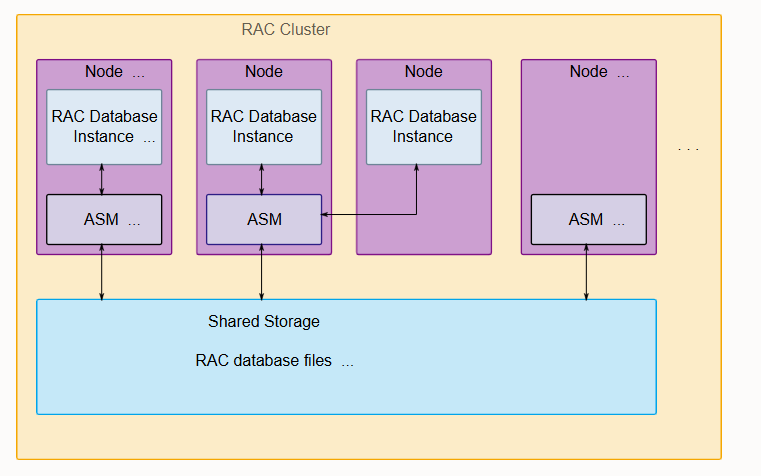 RAC Cluster
Node ...
Node
Node
Node ...
RAC Database
Instance ...
RAC Database
Instance
RAC Database
Instance
. . .
ASM ...
ASM
ASM ...
Shared Storage
RAC database files ...